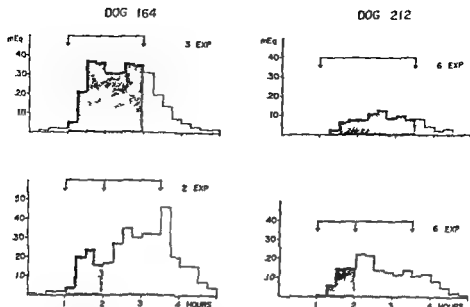 DOG 164
DOG 212
mEq
3 EXP
.40
.30
.20
.10
mEq
6 EXP
.40
.30
.20
.10
2 EXP
.50
.40
.30
.20
.10
6 EXP
.40
.30
.20
.10
1 2 3 4 HOURS
1 2 3 4 HOURS